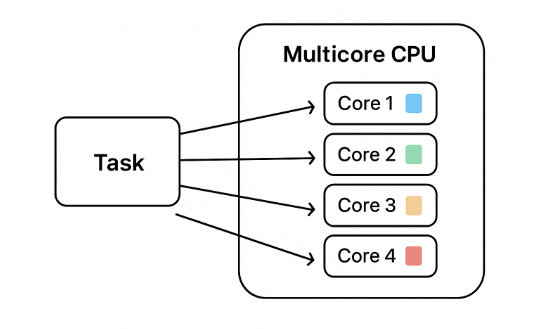 Multicore CPU
Task
Core 1
Core 2
Core 3
Core 4